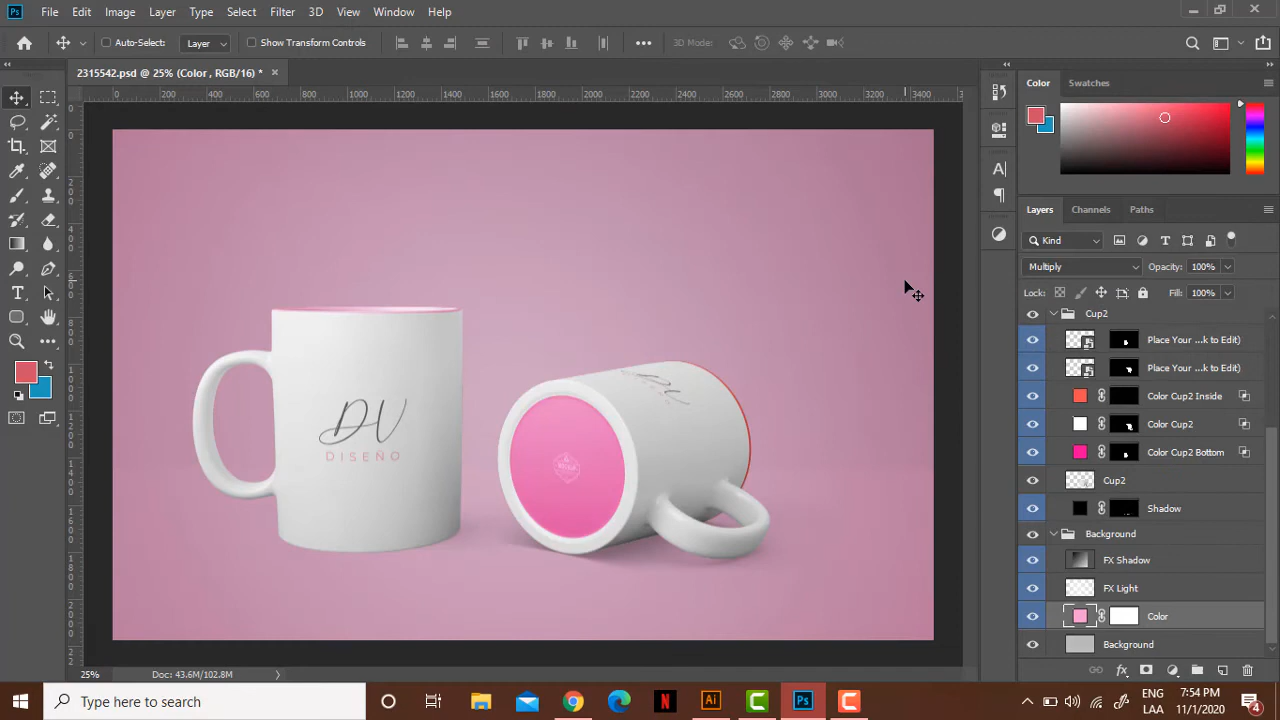 Ps File Edit Image Layer Type Select Filter 3D View Window Help
Auto-Select: Layer Show Transform Controls 3D Mode:
2315542.psd @ 25% (Color , RGB/16) *
0 200 400 600 800 1000 1200 1400 1600 1800 2000 2200 2400 2600 2800 3000 3200 3400
Color Swatches
Layers Channels Paths
Kind
Multiply Opacity: 100%
Lock: Fill: 100%
Cup2
Place Your ...k to Edit)
Place Your ...k to Edit)
Color Cup2 Inside
Color Cup2
Color Cup2 Bottom
Cup2
Shadow
Background
FX Shadow
FX Light
Color
Background
DV
DISEÑO
25% Doc: 43.6M/102.8M
Type here to search
N Ai C Ps C
ENG
LAA
7:54 PM
11/1/2020
4